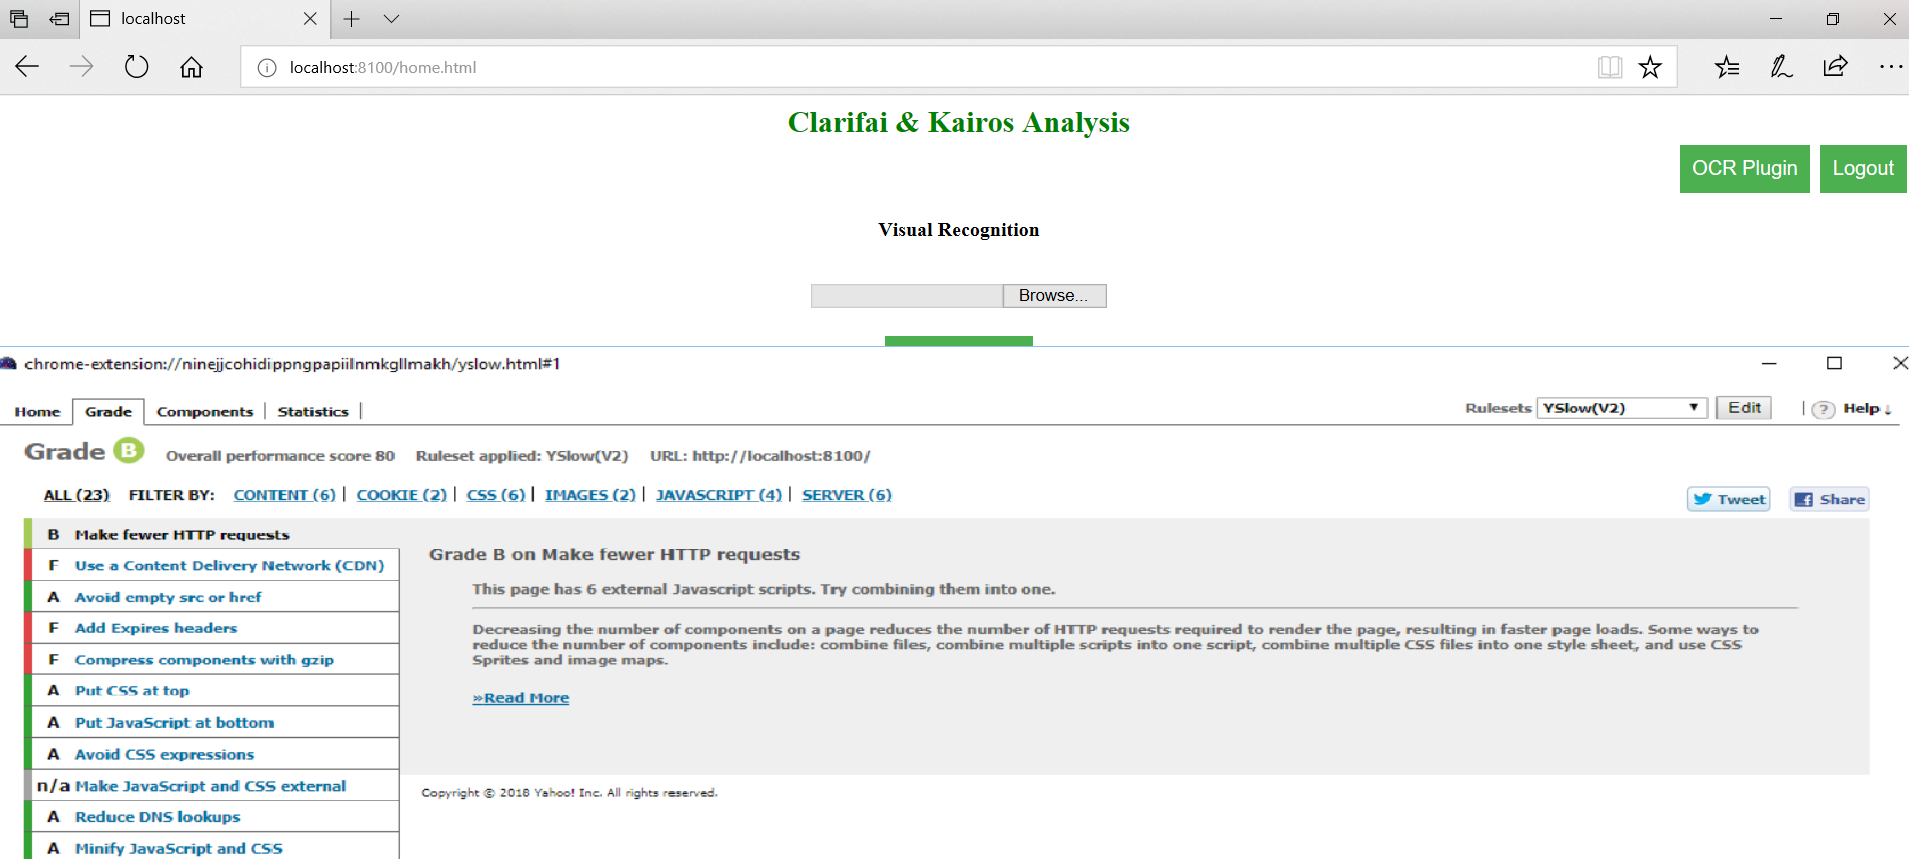 localhost
localhost:8100/home.html
Clarifai & Kairos Analysis
OCR Plugin Logout
Visual Recognition
Browse...
chrome-extension://ninejjcohidippngpapiilnmkgllmakh/yslow.html#1
Home Grade Components Statistics
Rulesets YSlow(V2) Edit ? Help ↓
Grade B Overall performance score 80 Ruleset applied: YSlow(V2) URL: http://localhost:8100/
ALL (23) FILTER BY: CONTENT (6) | COOKIE (2) | CSS (6) | IMAGES (2) | JAVASCRIPT (4) | SERVER (6)
Tweet Share
B Make fewer HTTP requests
F Use a Content Delivery Network (CDN)
A Avoid empty src or href
F Add Expires headers
F Compress components with gzip
A Put CSS at top
A Put JavaScript at bottom
A Avoid CSS expressions
n/a Make JavaScript and CSS external
A Reduce DNS lookups
A Minify JavaScript and CSS
Grade B on Make fewer HTTP requests
This page has 6 external Javascript scripts. Try combining them into one.
Decreasing the number of components on a page reduces the number of HTTP requests required to render the page, resulting in faster page loads. Some ways to
reduce the number of components include: combine files, combine multiple scripts into one script, combine multiple CSS files into one style sheet, and use CSS
Sprites and image maps.
»Read More
Copyright © 2018 Yahoo! Inc. All rights reserved.